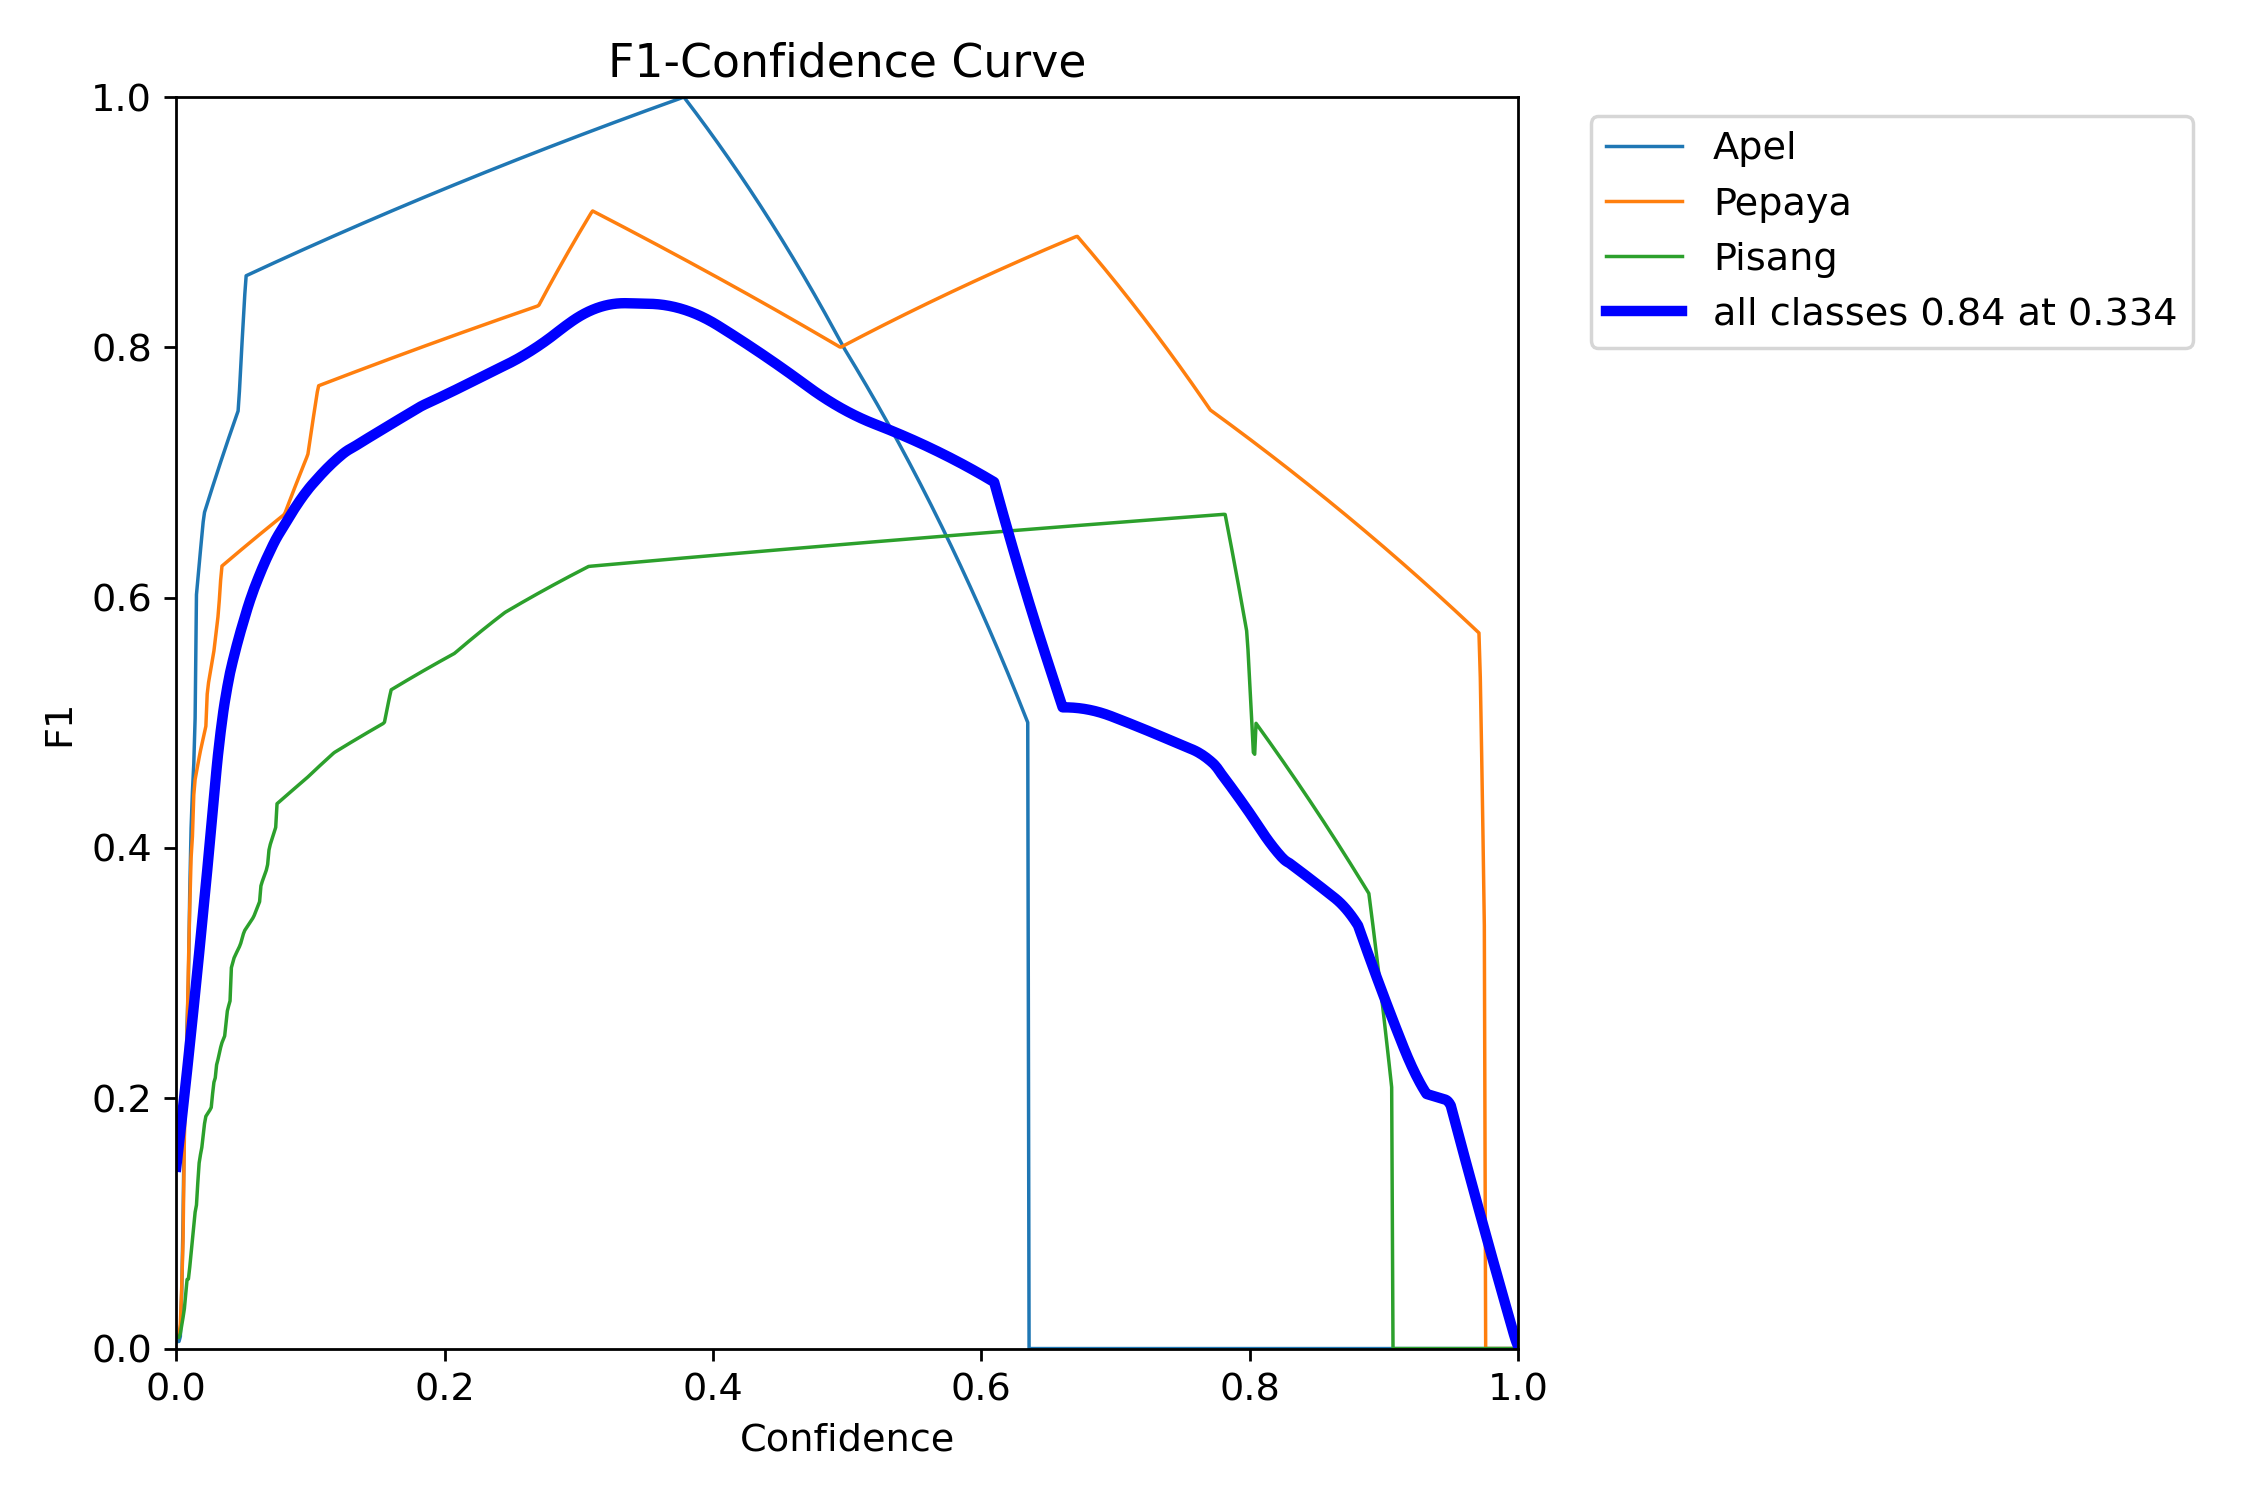 F1-Confidence Curve
1.0
0.8
0.6
0.4
0.2
0.0
F1
0.0 0.2 0.4 0.6 0.8 1.0
Confidence
Apel
Pepaya
Pisang
all classes 0.84 at 0.334